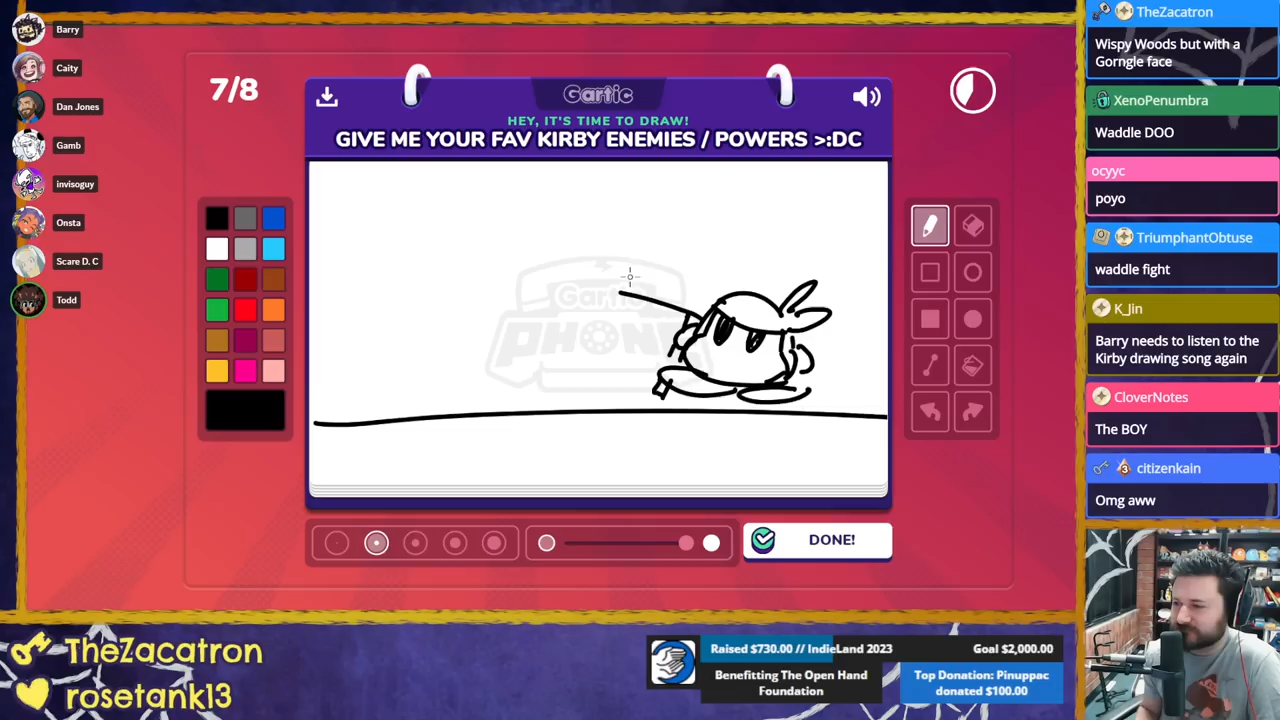 Barry
Caity
Dan Jones
Gamb
invisoguy
Onsta
Scare D. C
Todd
7/8
Gartic
HEY, IT'S TIME TO DRAW!
GIVE ME YOUR FAV KIRBY ENEMIES / POWERS >:DC
Gartic
PHONE
DONE!
TheZacatron
Wispy Woods but with a
Gorngle face
XenoPenumbra
Waddle DOO
ocyyc
poyo
TriumphantObtuse
waddle fight
K_Jin
Barry needs to listen to the
Kirby drawing song again
CloverNotes
The BOY
3
citizenkain
Omg aww
TheZacatron
rosetank13
Raised $730.00 // IndieLand 2023
Goal $2,000.00
Benefitting The Open Hand
Foundation
Top Donation: Pinuppac
donated $100.00